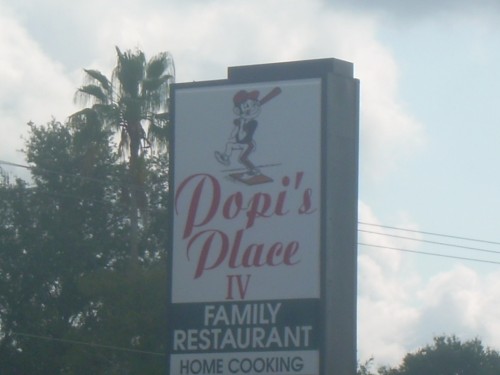 Popi's
Place
IV
FAMILY
RESTAURANT
HOME COOKING